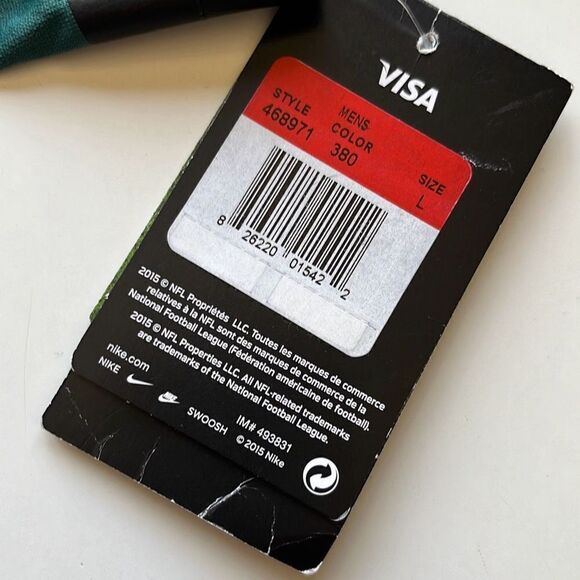 VISA
STYLE MENS
468971 COLOR
380 SIZE
L
8 26220 01542 2
2015 © NFL Propriétés LLC. Toutes les marques de commerce
relatives à la NFL sont des marques de commerce de la
National Football League (Fédération américaine de football).
2015 © NFL Properties LLC. All NFL-related trademarks
are trademarks of the National Football League.
nike.com
NIKE
SWOOSH
IM# 493831
© 2015 Nike